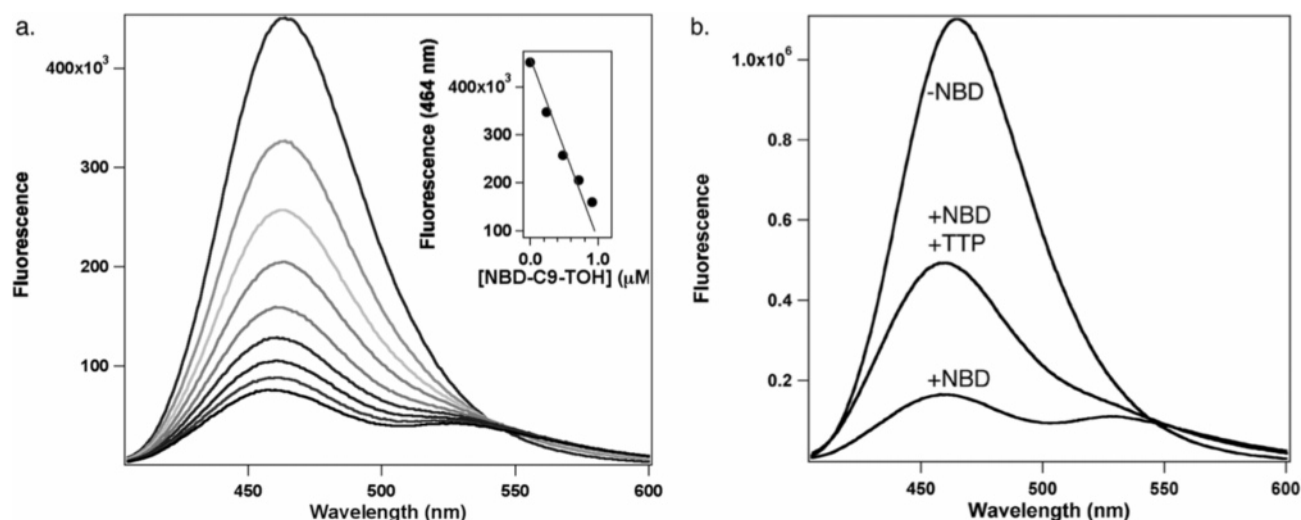 a.
Fluorescence
400x10³
300
200
100
450
500
550
600
Wavelength (nm)
Fluorescence (464 nm)
400x10³
300
200
100
0.0
1.0
[NBD-C9-TOH] (μM
b.
Fluorescence
1.0x10⁶
0.8
0.6
0.4
0.2
-NBD
+NBD
+TTP
+NBD
450
500
550
600
Wavelength (nm)